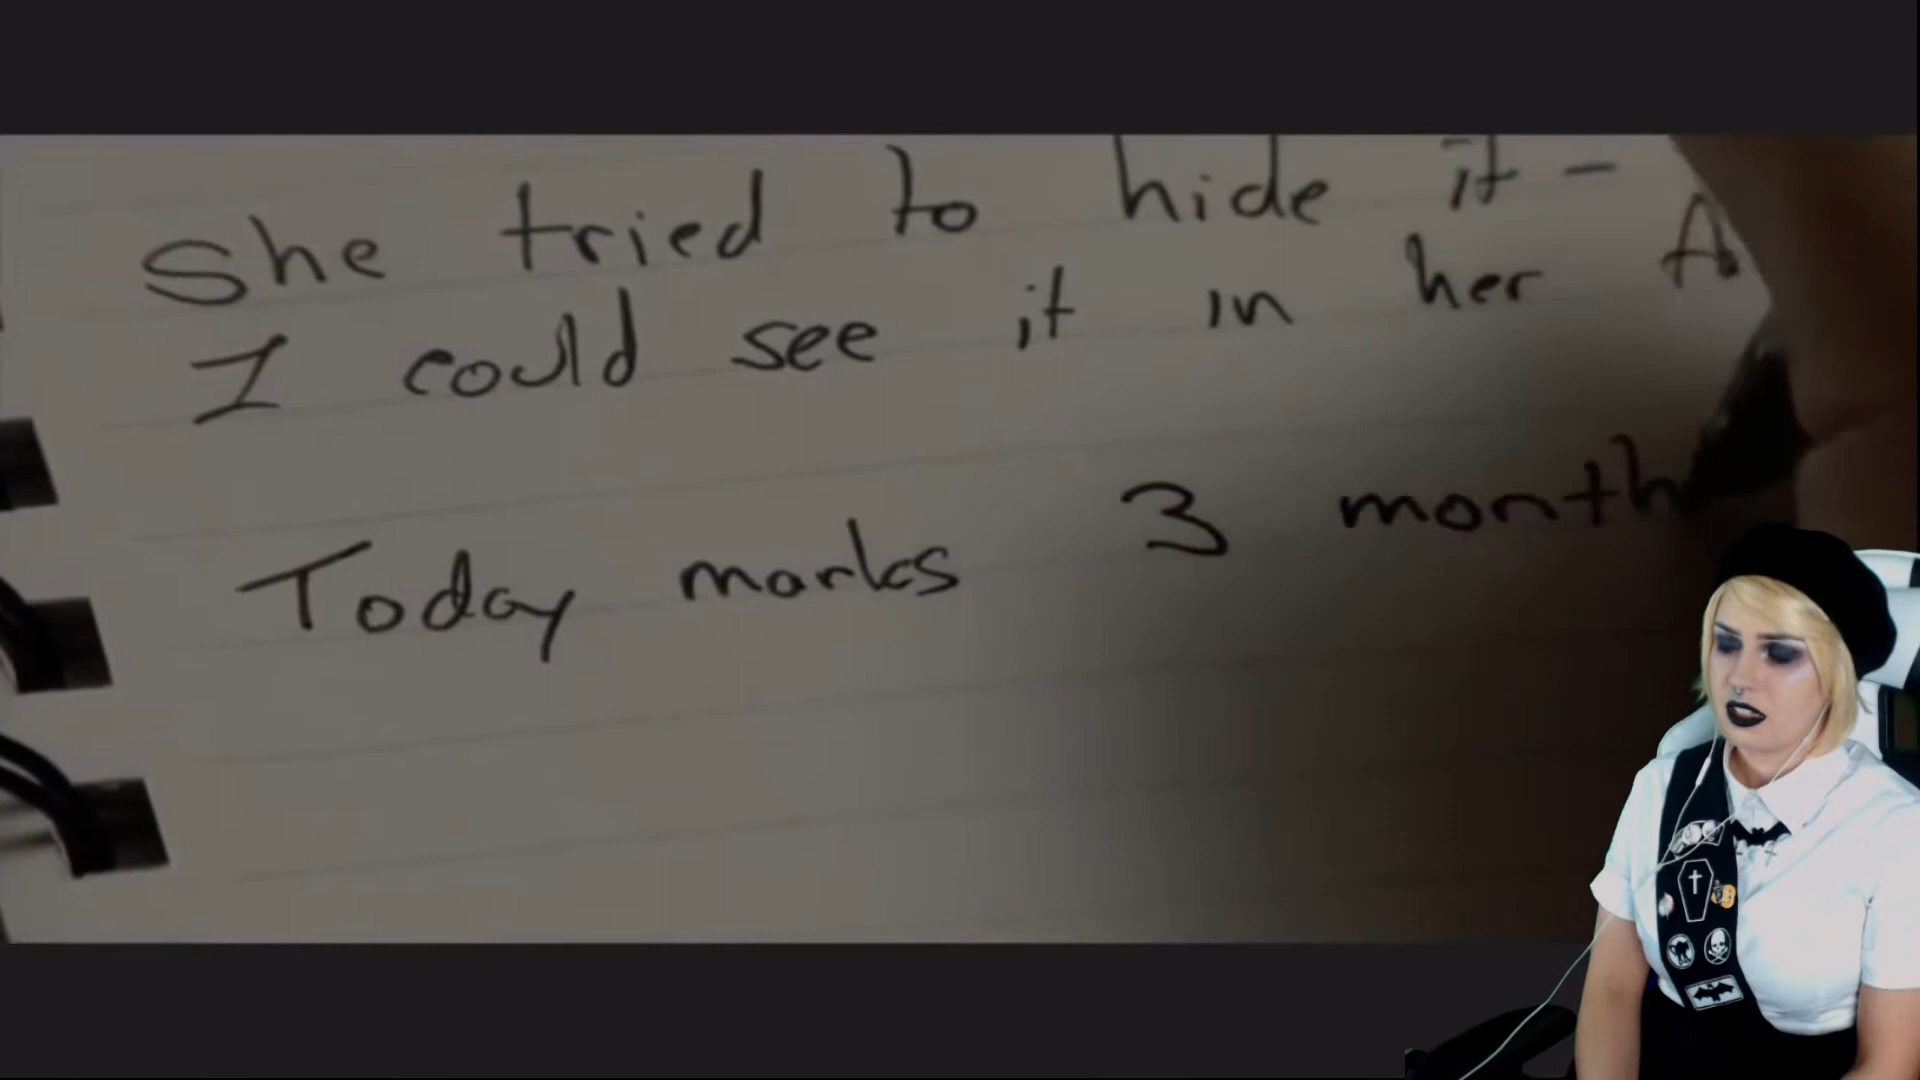 She tried to hide it -
I could see it in her
Today marks 3 month